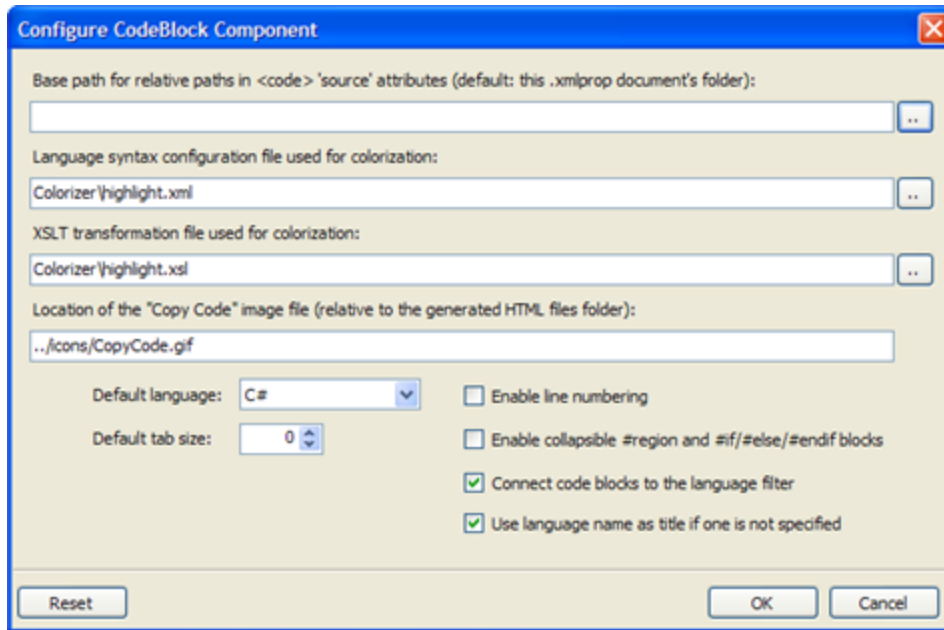 Configure CodeBlock Component
Base path for relative paths in <code> 'source' attributes (default: this .xmlprop document's folder):
..
Language syntax configuration file used for colorization:
Colorizer\highlight.xml
..
XSLT transformation file used for colorization:
Colorizer\highlight.xsl
..
Location of the "Copy Code" image file (relative to the generated HTML files folder):
../icons/CopyCode.gif
Default language: C# Enable line numbering
Default tab size: 0 Enable collapsible #region and #if/#else/#endif blocks
Connect code blocks to the language filter
Use language name as title if one is not specified
Reset OK Cancel